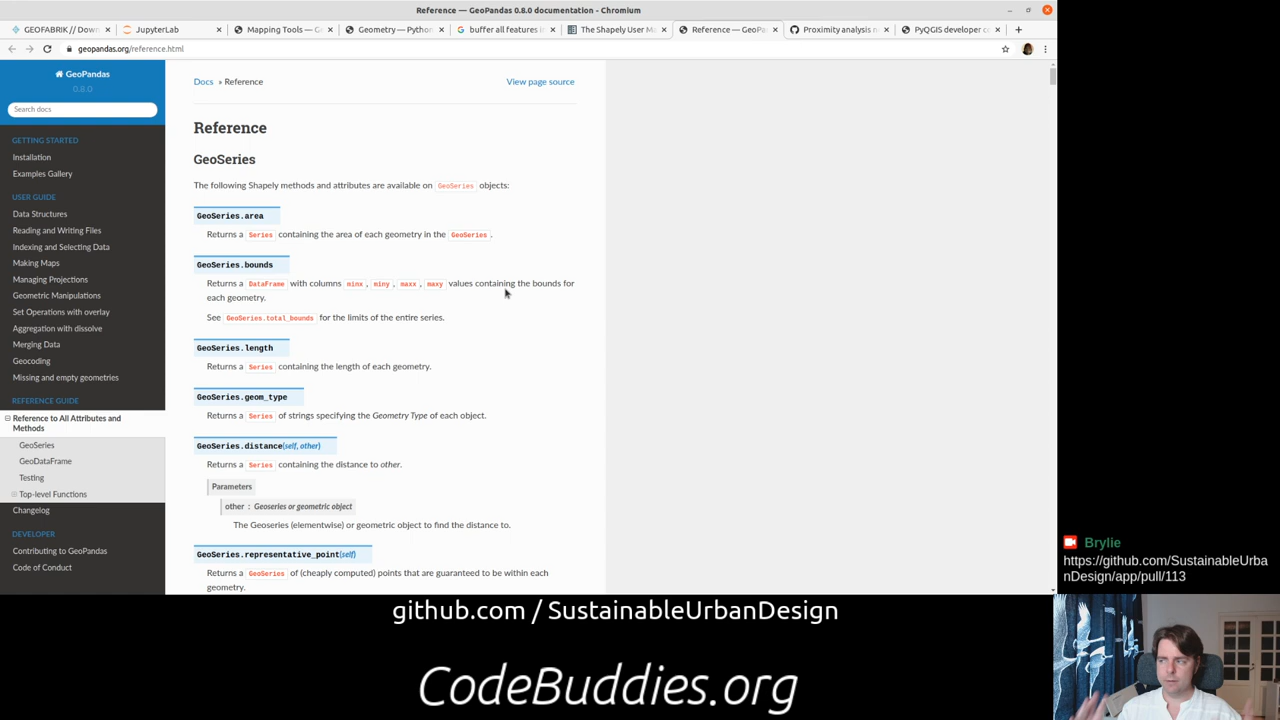 Reference — GeoPandas 0.8.0 documentation - Chromium
GEOFABRIK // Down
JupyterLab
Mapping Tools — Ge
Geometry — Python
buffer all features i
The Shapely User Ma
Reference — GeoPan
Proximity analysis n
PyQGIS developer co
geopandas.org/reference.html
GeoPandas
0.8.0
Search docs
GETTING STARTED
Installation
Examples Gallery
USER GUIDE
Data Structures
Reading and Writing Files
Indexing and Selecting Data
Making Maps
Managing Projections
Geometric Manipulations
Set Operations with overlay
Aggregation with dissolve
Merging Data
Geocoding
Missing and empty geometries
REFERENCE GUIDE
Reference to All Attributes and
Methods
GeoSeries
GeoDataFrame
Testing
Top-level Functions
Changelog
DEVELOPER
Contributing to GeoPandas
Code of Conduct
Docs » Reference
View page source
Reference
GeoSeries
The following Shapely methods and attributes are available on GeoSeries objects:
GeoSeries.area
Returns a Series containing the area of each geometry in the GeoSeries .
GeoSeries.bounds
Returns a DataFrame with columns minx , miny , maxx , maxy values containing the bounds for
each geometry.
See GeoSeries.total_bounds for the limits of the entire series.
GeoSeries.length
Returns a Series containing the length of each geometry.
GeoSeries.geom_type
Returns a Series of strings specifying the Geometry Type of each object.
GeoSeries.distance(self, other)
Returns a Series containing the distance to other.
Parameters
other : Geoseries or geometric object
The Geoseries (elementwise) or geometric object to find the distance to.
GeoSeries.representative_point(self)
Returns a GeoSeries of (cheaply computed) points that are guaranteed to be within each
geometry.
Brylie
https://github.com/SustainableUrba
nDesign/app/pull/113
github.com / SustainableUrbanDesign
CodeBuddies.org